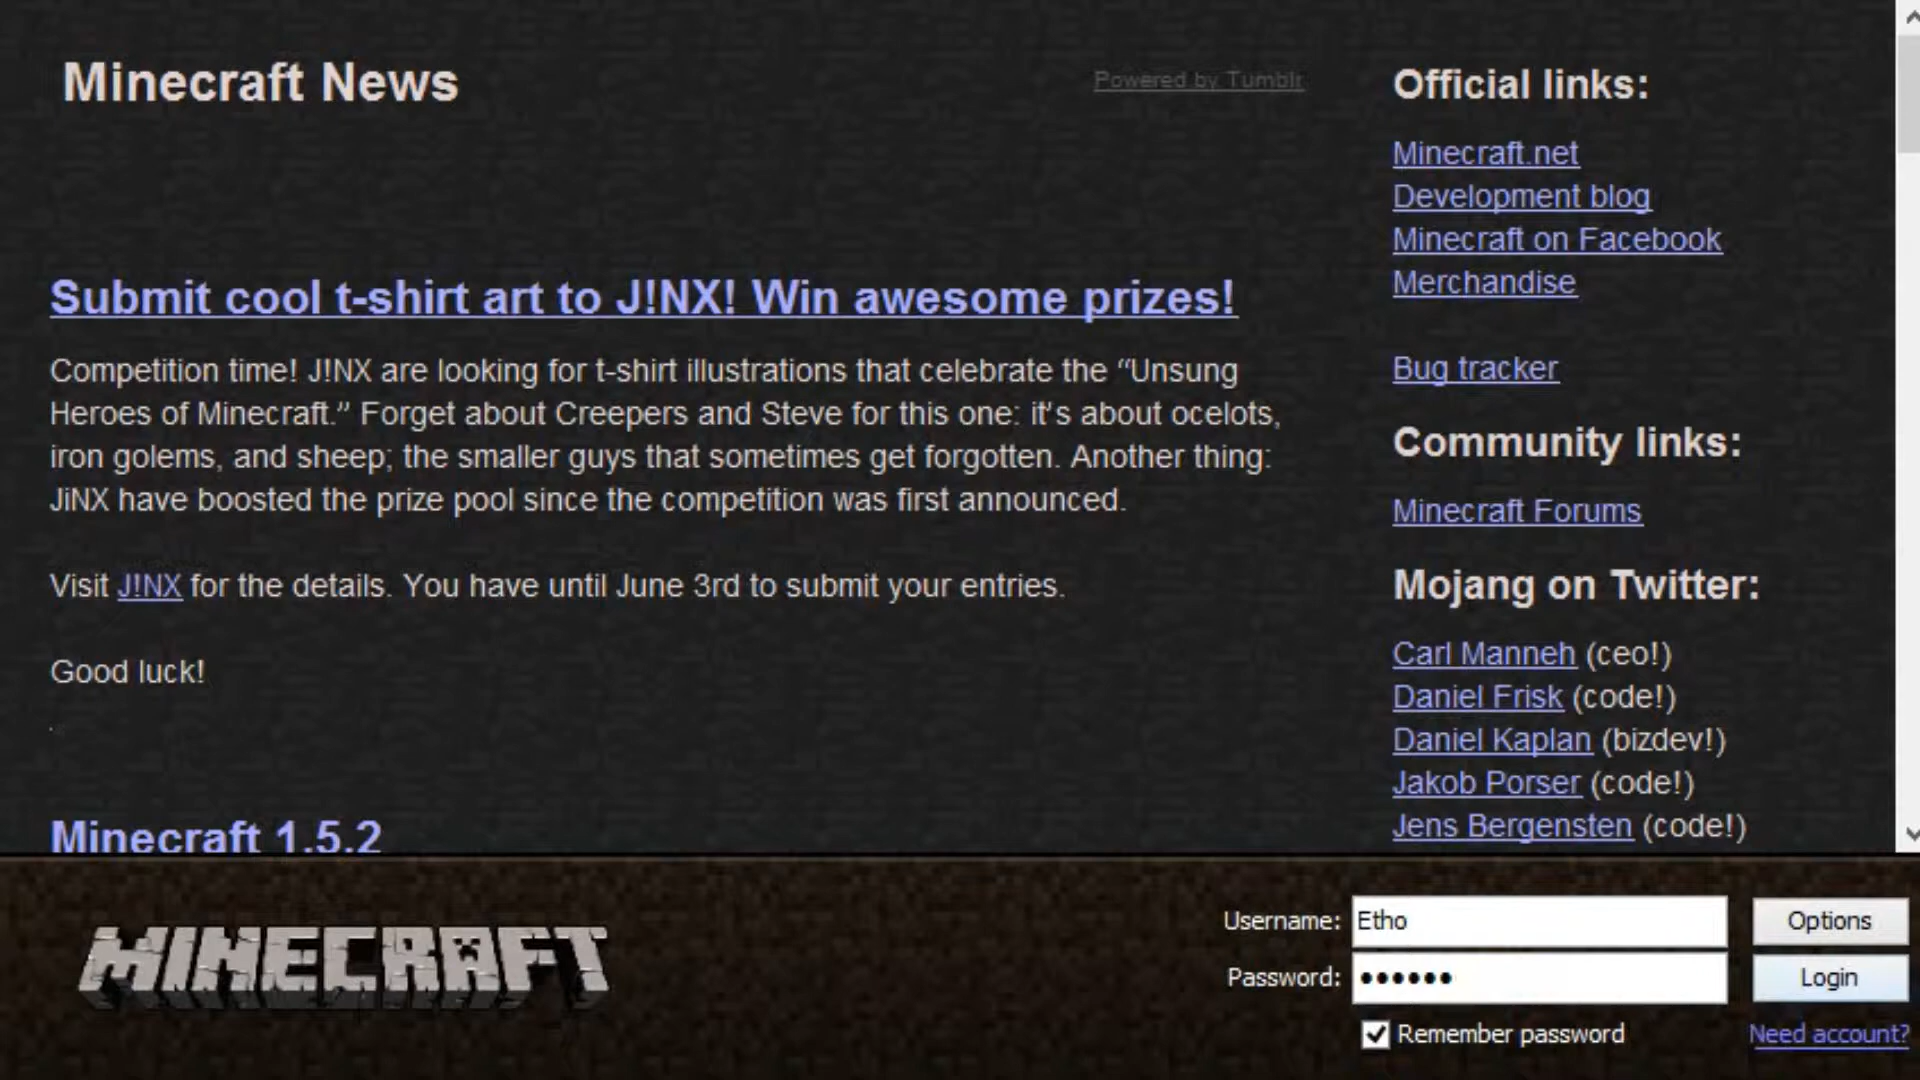 Minecraft News
Powered by Tumblr
Submit cool t-shirt art to J!NX! Win awesome prizes!
Competition time! J!NX are looking for t-shirt illustrations that celebrate the “Unsung
Heroes of Minecraft.” Forget about Creepers and Steve for this one: it's about ocelots,
iron golems, and sheep; the smaller guys that sometimes get forgotten. Another thing:
JiNX have boosted the prize pool since the competition was first announced.
Visit J!NX for the details. You have until June 3rd to submit your entries.
Good luck!
.
Minecraft 1.5.2
Official links:
Minecraft.net
Development blog
Minecraft on Facebook
Merchandise
Bug tracker
Community links:
Minecraft Forums
Mojang on Twitter:
Carl Manneh (ceo!)
Daniel Frisk (code!)
Daniel Kaplan (bizdev!)
Jakob Porser (code!)
Jens Bergensten (code!)
MINECRAFT
Username: Etho
Options
Password: ••••••
Login
Remember password
Need account?